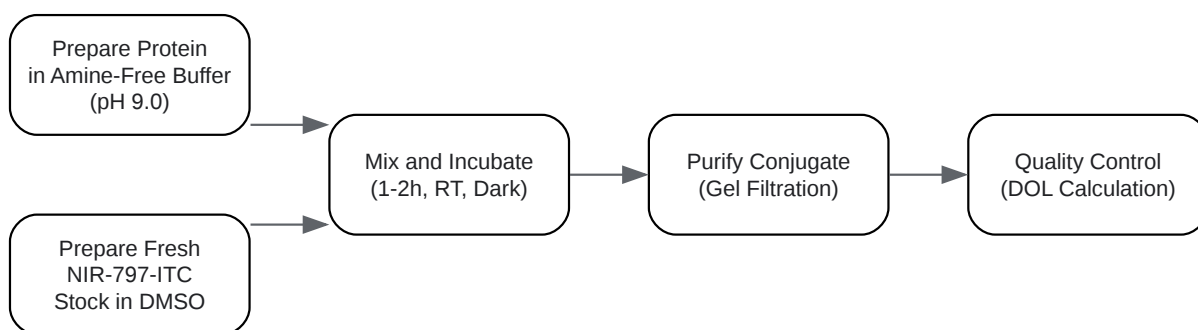 Prepare Protein
in Amine-Free Buffer
(pH 9.0)
Prepare Fresh
NIR-797-ITC
Stock in DMSO
Mix and Incubate
(1-2h, RT, Dark)
Purify Conjugate
(Gel Filtration)
Quality Control
(DOL Calculation)